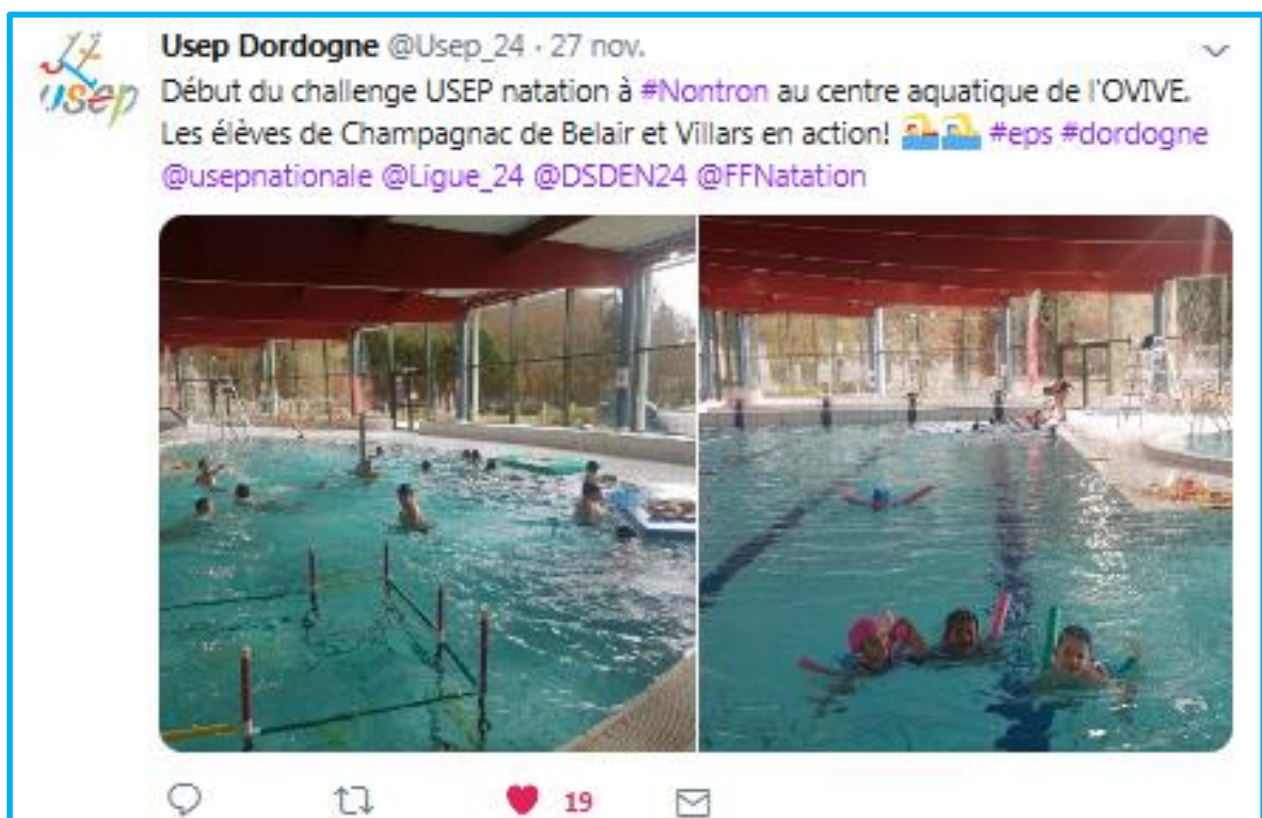 Usep Dordogne @Usep_24 · 27 nov.
usep
Début du challenge USEP natation à #Nontron au centre aquatique de l'OVIVE.
Les élèves de Champagnac de Belair et Villars en action! 🏊🏊 #eps #dordogne
@usepnationale @Ligue_24 @DSDEN24 @FFNatation
19